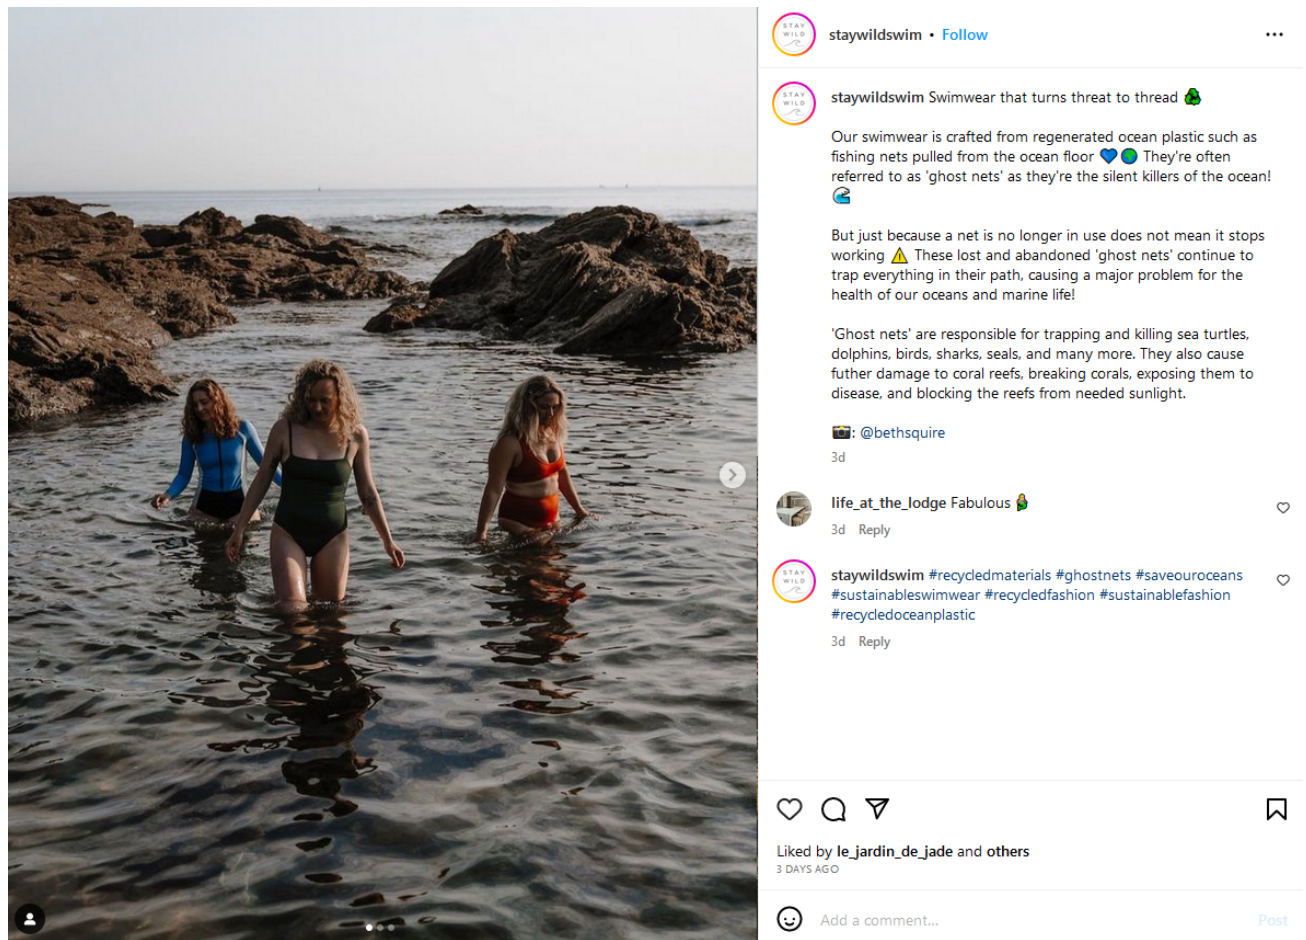 STAY
WILD
staywildswim • Follow
STAY
WILD
staywildswim Swimwear that turns threat to thread
Our swimwear is crafted from regenerated ocean plastic such as
fishing nets pulled from the ocean floor 💙🌍 They're often
referred to as 'ghost nets' as they're the silent killers of the ocean!
🌊
But just because a net is no longer in use does not mean it stops
working ⚠️ These lost and abandoned 'ghost nets' continue to
trap everything in their path, causing a major problem for the
health of our oceans and marine life!
'Ghost nets' are responsible for trapping and killing sea turtles,
dolphins, birds, sharks, seals, and many more. They also cause
futher damage to coral reefs, breaking corals, exposing them to
disease, and blocking the reefs from needed sunlight.
📸: @bethsquire
3d
life_at_the_lodge Fabulous
3d Reply
STAY
WILD
staywildswim #recycledmaterials #ghostnets #saveouroceans
#sustainableswimwear #recycledfashion #sustainablefashion
#recycledoceanplastic
3d Reply
Liked by le_jardin_de_jade and others
3 DAYS AGO
Add a comment...
Post